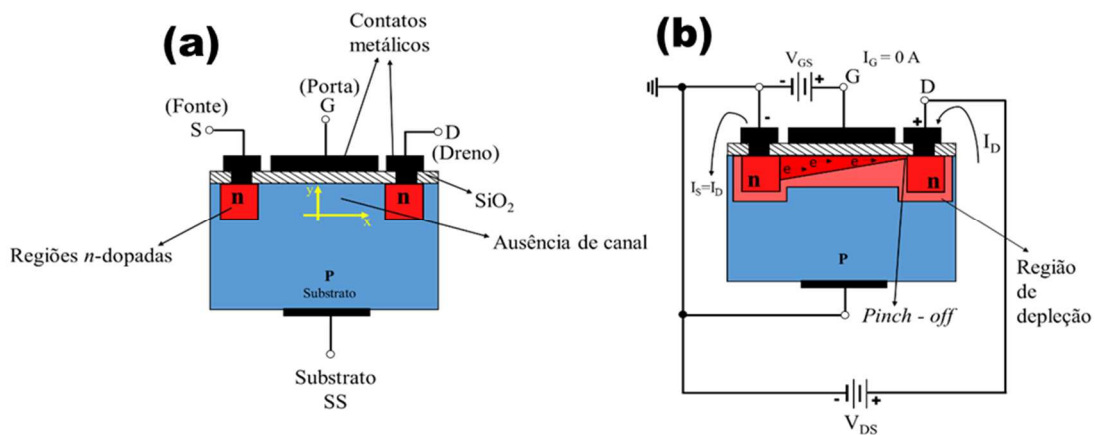 (a)
Contatos
metálicos
(Porta)
G
(Fonte)
S
D
(Dreno)
n
n
y
x
SiO2
Regiões n-dopadas
Ausência de canal
P
Substrato
Substrato
SS
(b)
VGS
IG = 0 A
-
+
G
D
-
+
ID
IS=ID
n
e
e
e
n
P
Pinch - off
Região
de
depleção
-
+
VDS